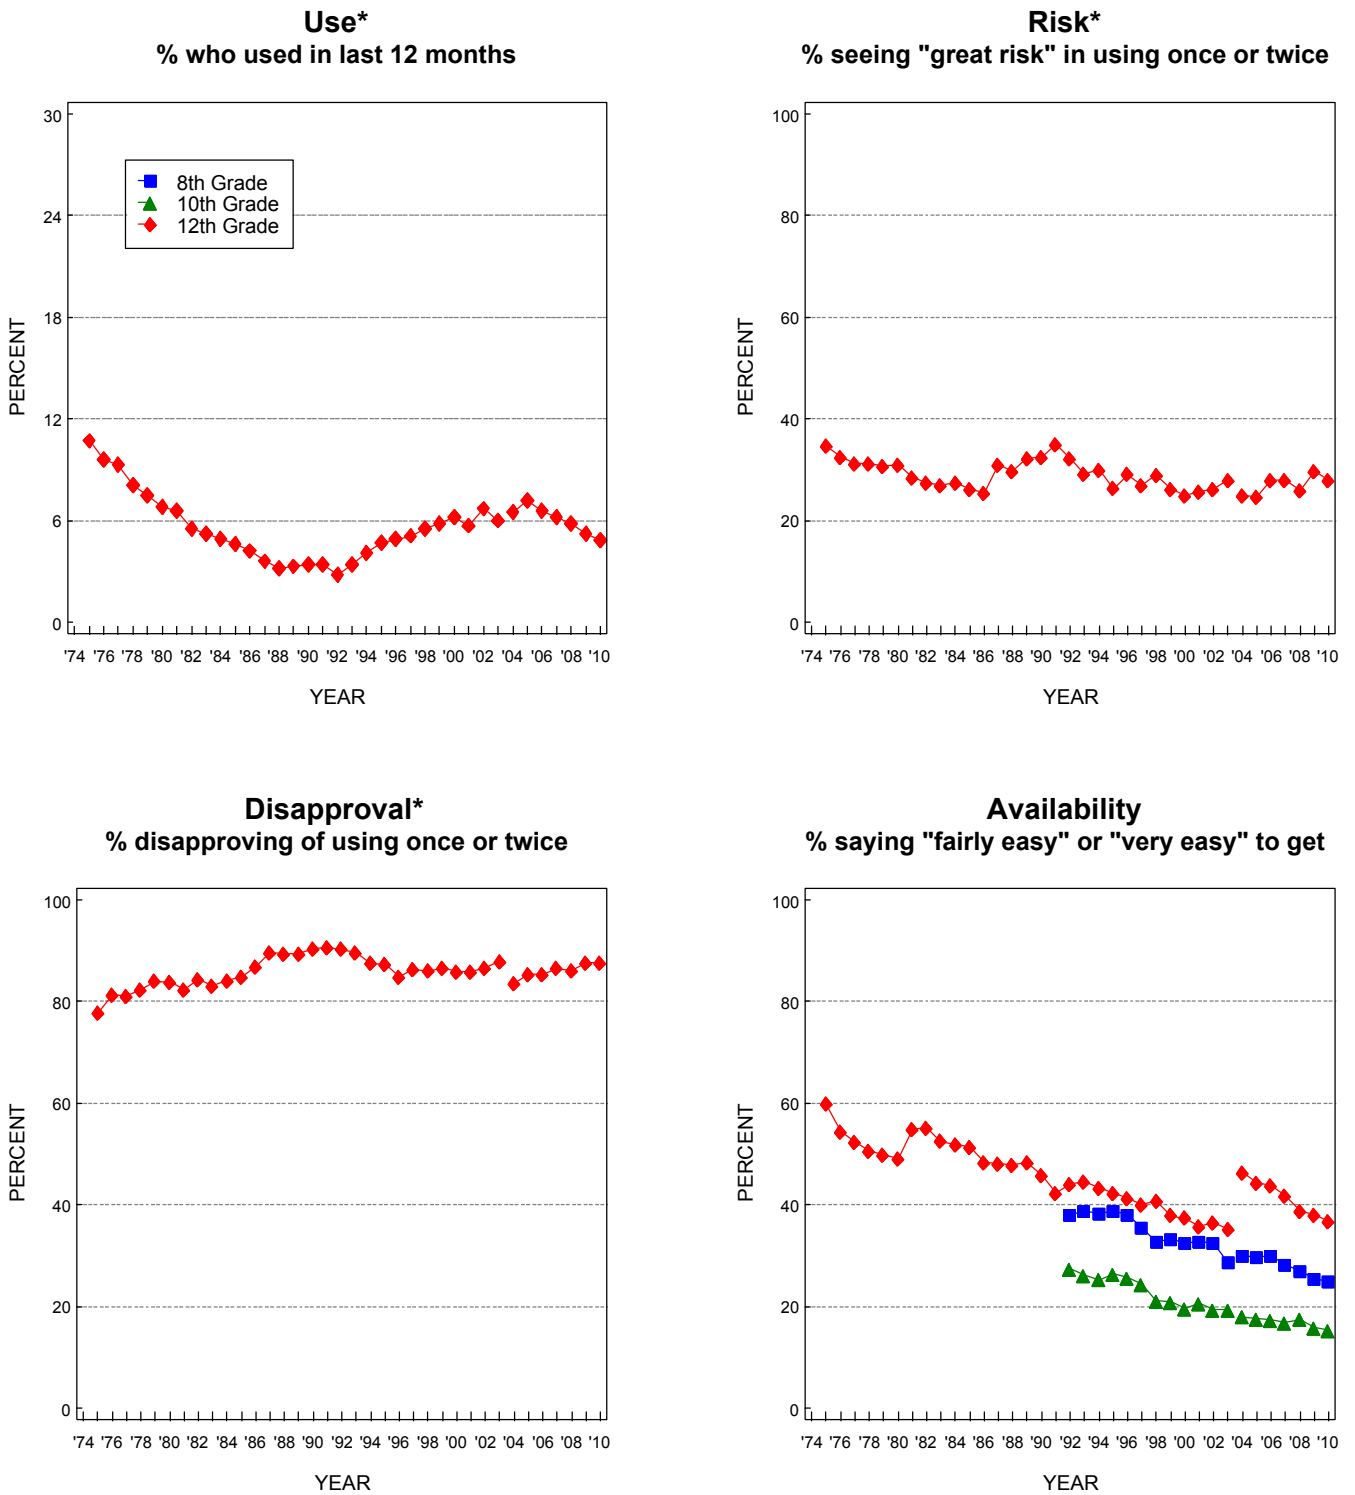 Use*
% who used in last 12 months
30
24
18
12
6
0
8th Grade
10th Grade
12th Grade
PERCENT
'74 '76 '78 '80 '82 '84 '86 '88 '90 '92 '94 '96 '98 '00 '02 '04 '06 '08 '10
YEAR
Risk*
% seeing "great risk" in using once or twice
100
80
60
40
20
0
PERCENT
'74 '76 '78 '80 '82 '84 '86 '88 '90 '92 '94 '96 '98 '00 '02 '04 '06 '08 '10
YEAR
Disapproval*
% disapproving of using once or twice
100
80
60
40
20
0
PERCENT
'74 '76 '78 '80 '82 '84 '86 '88 '90 '92 '94 '96 '98 '00 '02 '04 '06 '08 '10
YEAR
Availability
% saying "fairly easy" or "very easy" to get
100
80
60
40
20
0
PERCENT
'74 '76 '78 '80 '82 '84 '86 '88 '90 '92 '94 '96 '98 '00 '02 '04 '06 '08 '10
YEAR